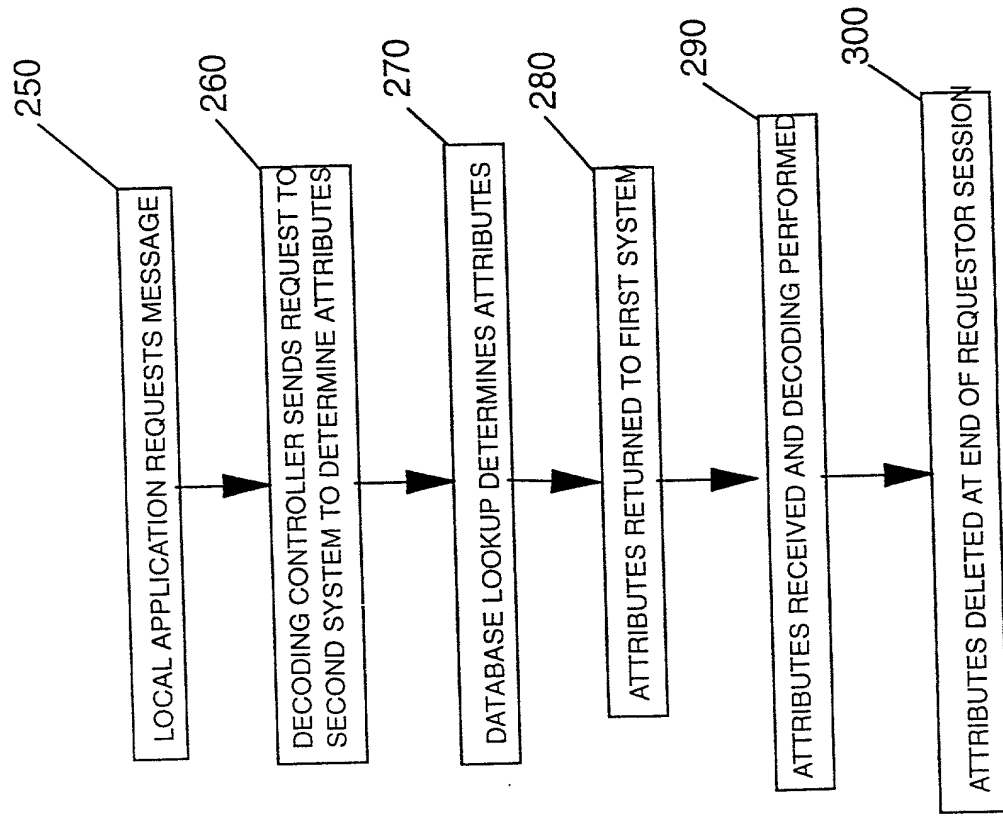 250
LOCAL APPLICATION REQUESTS MESSAGE
260
DECODING CONTROLLER SENDS REQUEST TO
SECOND SYSTEM TO DETERMINE ATTRIBUTES
270
DATABASE LOOKUP DETERMINES ATTRIBUTES
280
ATTRIBUTES RETURNED TO FIRST SYSTEM
290
ATTRIBUTES RECEIVED AND DECODING PERFORMED
300
ATTRIBUTES DELETED AT END OF REQUESTOR SESSION